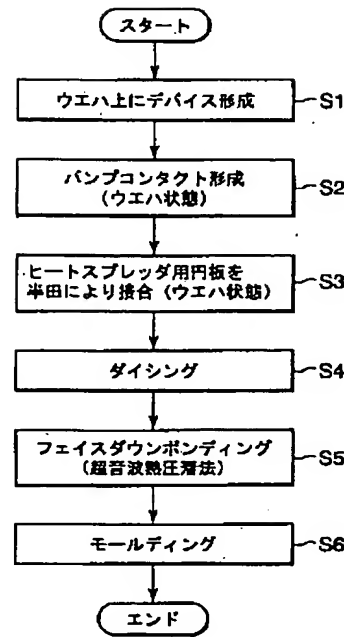 スタート
ウエハ上にデバイス形成
S1
バンプコンタクト形成
(ウエハ状態)
S2
ヒートスプレッダ用円板を
半田により接合 (ウエハ状態)
S3
ダイシング
S4
フェイスダウンボンディング
(超音波熱圧着法)
S5
モールディング
S6
エンド